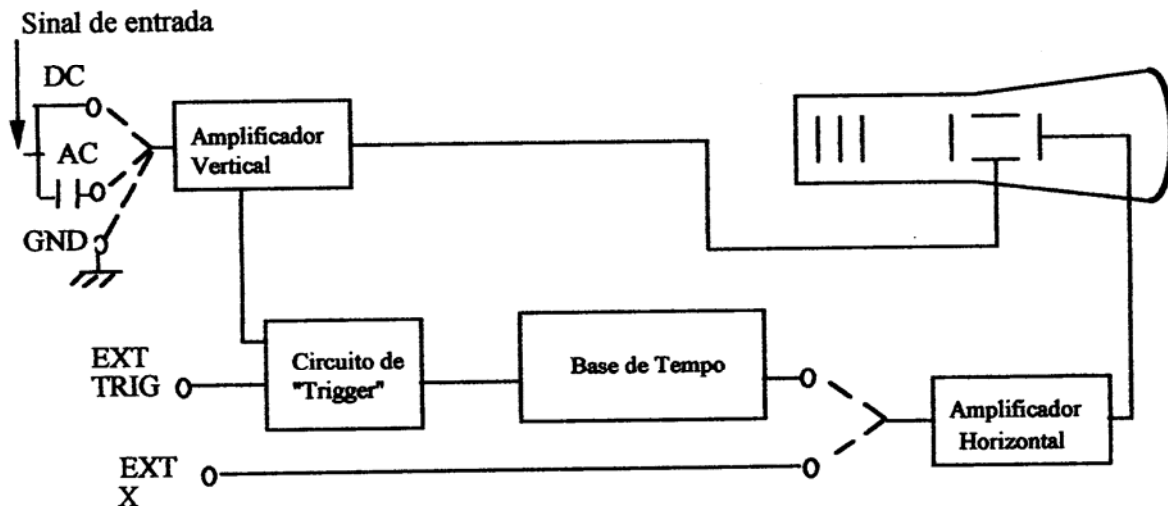 Sinal de entrada
DC
AC
GND
Amplificador
Vertical
EXT
TRIG
Circuito de
"Trigger"
Base de Tempo
Amplificador
Horizontal
EXT
X